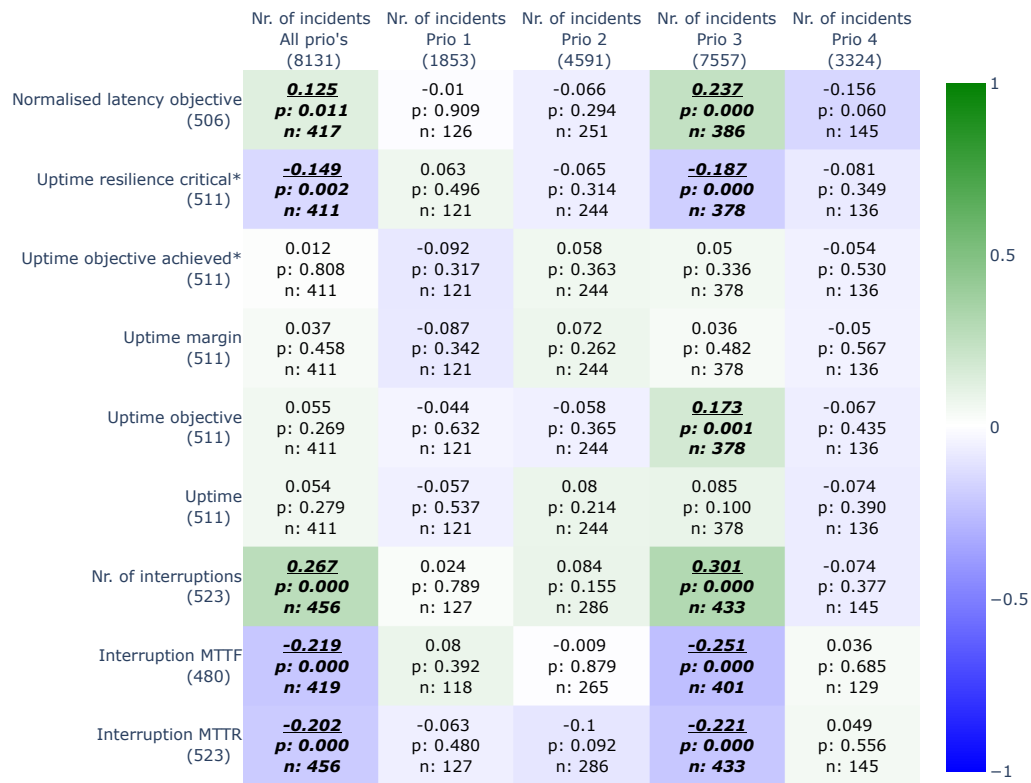 Nr. of incidents Nr. of incidents Nr. of incidents Nr. of incidents Nr. of incidents
All prio's Prio 1 Prio 2 Prio 3 Prio 4
(8131) (1853) (4591) (7557) (3324)
Normalised latency objective
(506)
0.125 -0.01 -0.066 0.237 -0.156
p: 0.011 p: 0.909 p: 0.294 p: 0.000 p: 0.060
n: 417 n: 126 n: 251 n: 386 n: 145
Uptime resilience critical*
(511)
-0.149 0.063 -0.065 -0.187 -0.081
p: 0.002 p: 0.496 p: 0.314 p: 0.000 p: 0.349
n: 411 n: 121 n: 244 n: 378 n: 136
Uptime objective achieved*
(511)
0.012 -0.092 0.058 0.05 -0.054
p: 0.808 p: 0.317 p: 0.363 p: 0.336 p: 0.530
n: 411 n: 121 n: 244 n: 378 n: 136
Uptime margin
(511)
0.037 -0.087 0.072 0.036 -0.05
p: 0.458 p: 0.342 p: 0.262 p: 0.482 p: 0.567
n: 411 n: 121 n: 244 n: 378 n: 136
Uptime objective
(511)
0.055 -0.044 -0.058 0.173 -0.067
p: 0.269 p: 0.632 p: 0.365 p: 0.001 p: 0.435
n: 411 n: 121 n: 244 n: 378 n: 136
Uptime
(511)
0.054 -0.057 0.08 0.085 -0.074
p: 0.279 p: 0.537 p: 0.214 p: 0.100 p: 0.390
n: 411 n: 121 n: 244 n: 378 n: 136
Nr. of interruptions
(523)
0.267 0.024 0.084 0.301 -0.074
p: 0.000 p: 0.789 p: 0.155 p: 0.000 p: 0.377
n: 456 n: 127 n: 286 n: 433 n: 145
Interruption MTTF
(480)
-0.219 0.08 -0.009 -0.251 0.036
p: 0.000 p: 0.392 p: 0.879 p: 0.000 p: 0.685
n: 419 n: 118 n: 265 n: 401 n: 129
Interruption MTTR
(523)
-0.202 -0.063 -0.1 -0.221 0.049
p: 0.000 p: 0.480 p: 0.092 p: 0.000 p: 0.556
n: 456 n: 127 n: 286 n: 433 n: 145
1
0.5
0
−0.5
−1